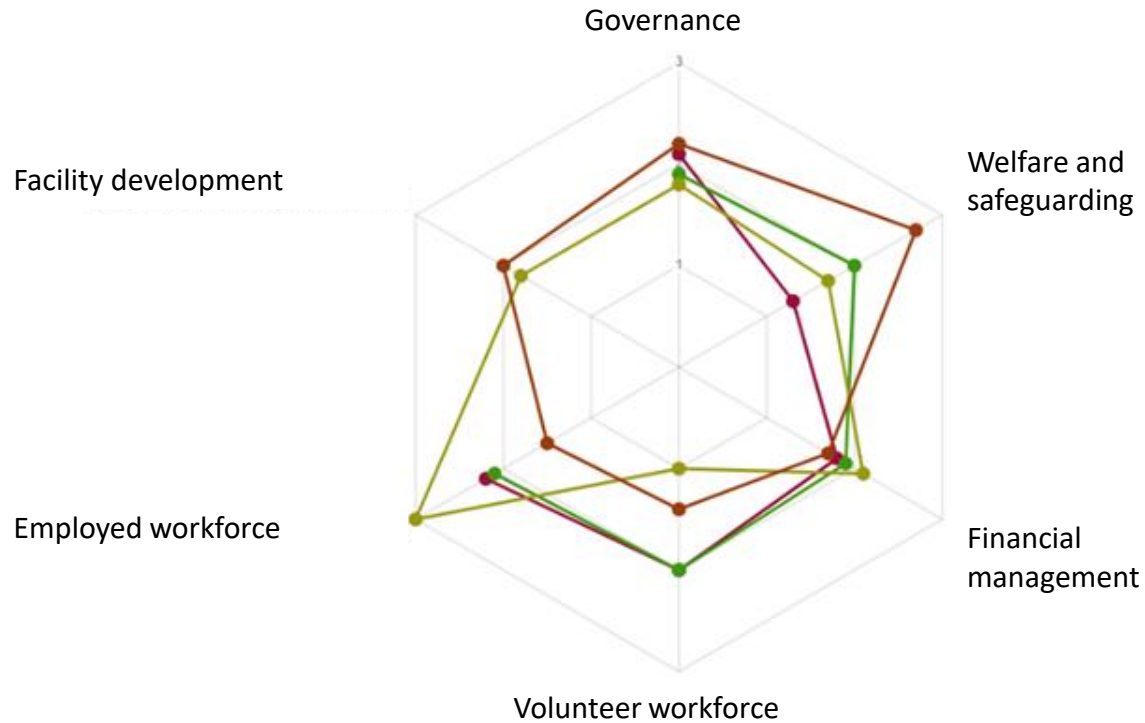 Governance
3
Facility development
Welfare and
safeguarding
1
Employed workforce
Financial
management
Volunteer workforce